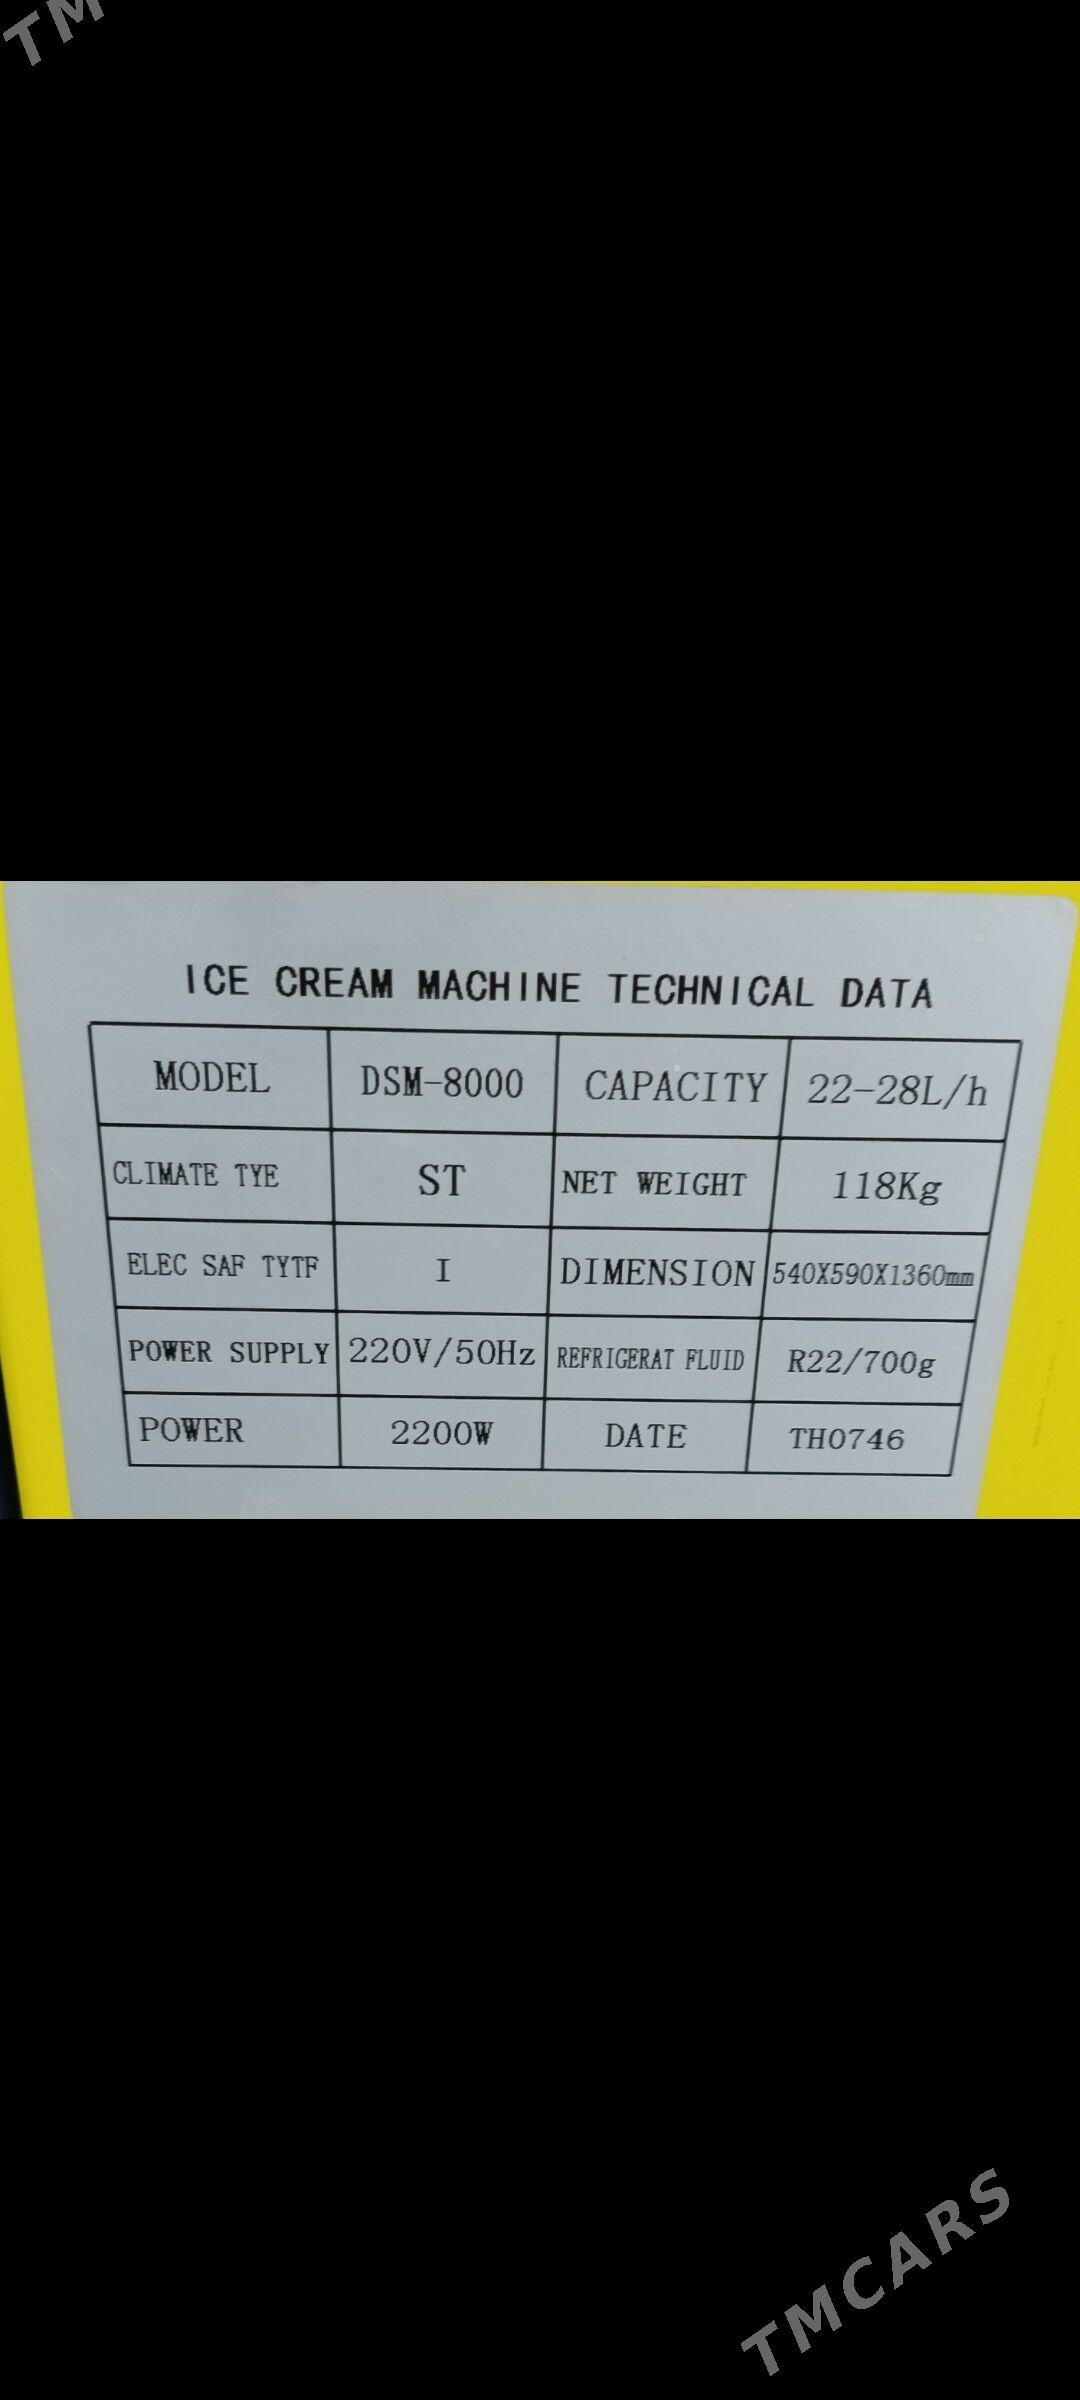 TM
ICE CREAM MACHINE TECHNICAL DATA
MODEL DSM-8000 CAPACITY 22-28L/h
CLIMATE TYE ST NET WEIGHT 118Kg
ELEC SAF TYTF I DIMENSION 540X590X1360mm
POWER SUPPLY 220V/50Hz REFRIGERAT FLUID R22/700g
POWER 2200W DATE TH0746
TMCARS